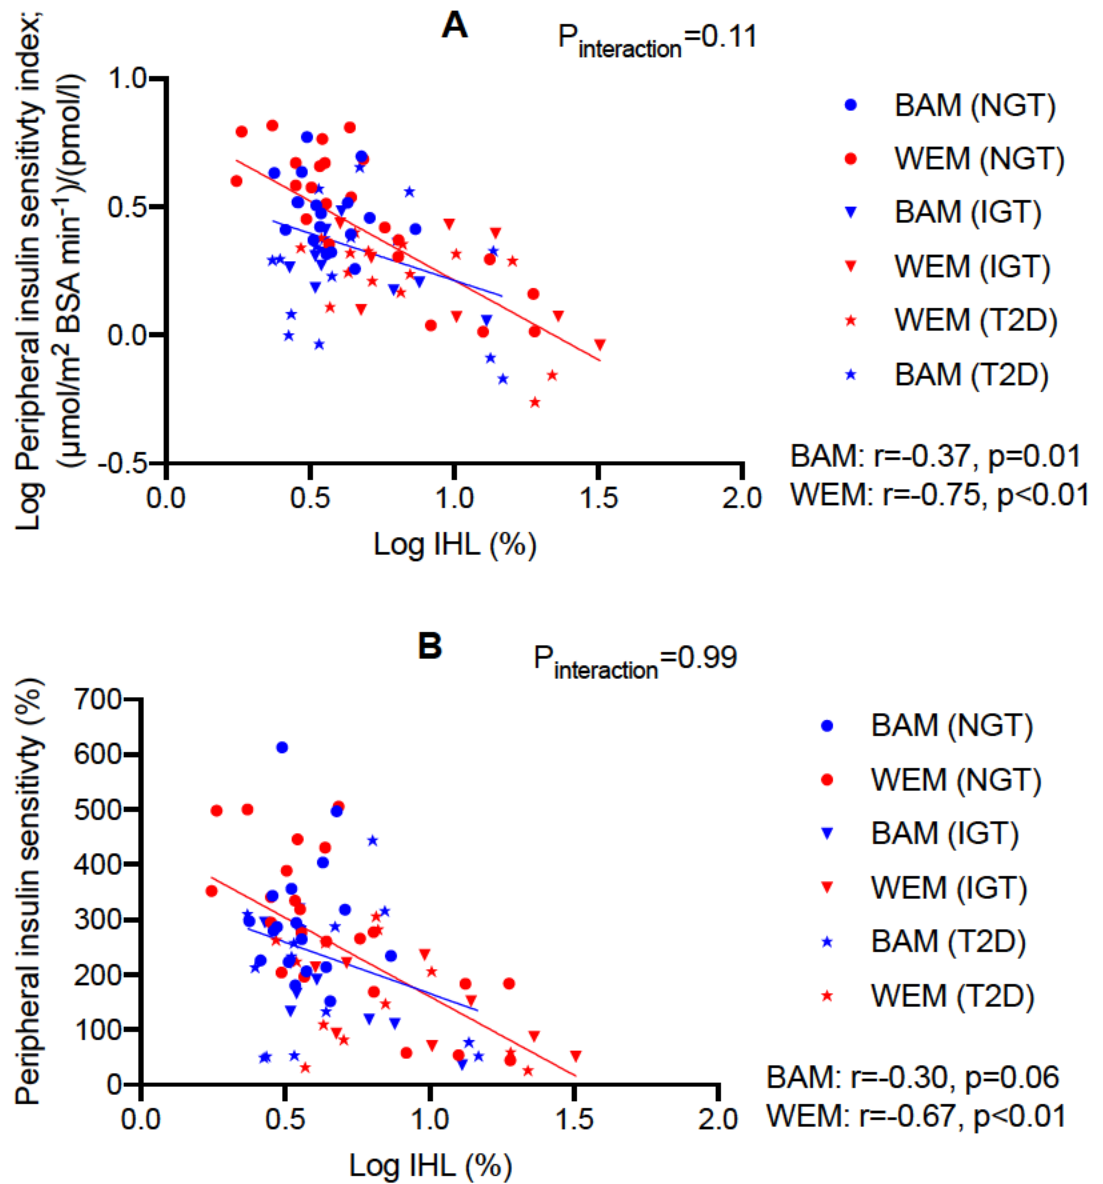 A
Pinteraction=0.11
Log Peripheral insulin sensitivty index;
(µmol/m² BSA min⁻¹)/(pmol/l)
1.0
0.5
0.0
-0.5
0.0 0.5 1.0 1.5 2.0
Log IHL (%)
BAM (NGT)
WEM (NGT)
BAM (IGT)
WEM (IGT)
WEM (T2D)
BAM (T2D)
BAM: r=-0.37, p=0.01
WEM: r=-0.75, p<0.01
B
Pinteraction=0.99
Peripheral insulin sensitivty (%)
700
600
500
400
300
200
100
0
0.0 0.5 1.0 1.5 2.0
Log IHL (%)
BAM (NGT)
WEM (NGT)
BAM (IGT)
WEM (IGT)
BAM (T2D)
WEM (T2D)
BAM: r=-0.30, p=0.06
WEM: r=-0.67, p<0.01